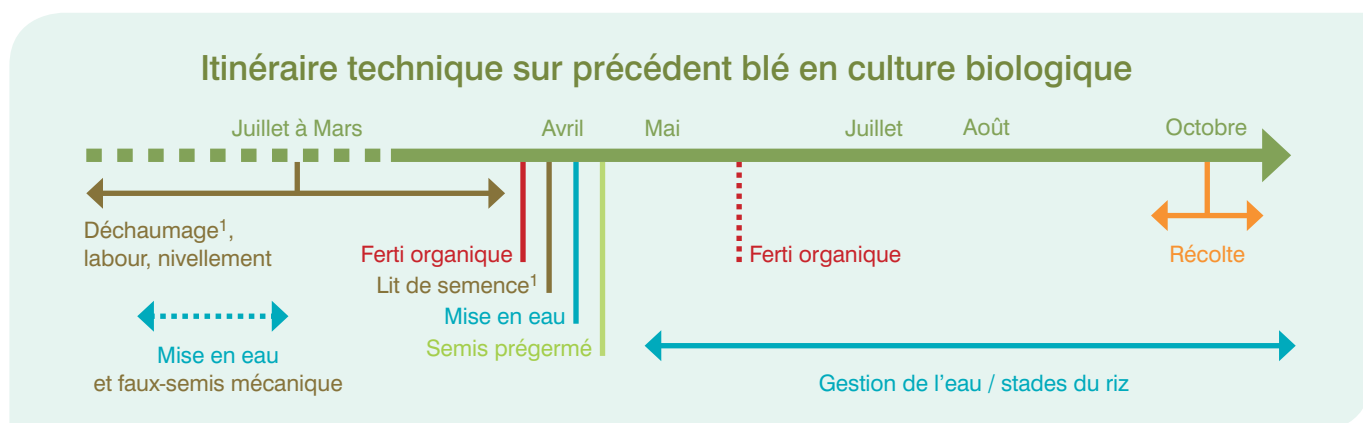 Itinéraire technique sur précédent blé en culture biologique
Juillet à Mars Avril Mai Juillet Août Octobre
Déchaumage¹,
labour, nivellement
Ferti organique
Lit de semence¹
Mise en eau
Semis prégermé
Ferti organique
Récolte
Mise en eau
et faux-semis mécanique
Gestion de l'eau / stades du riz